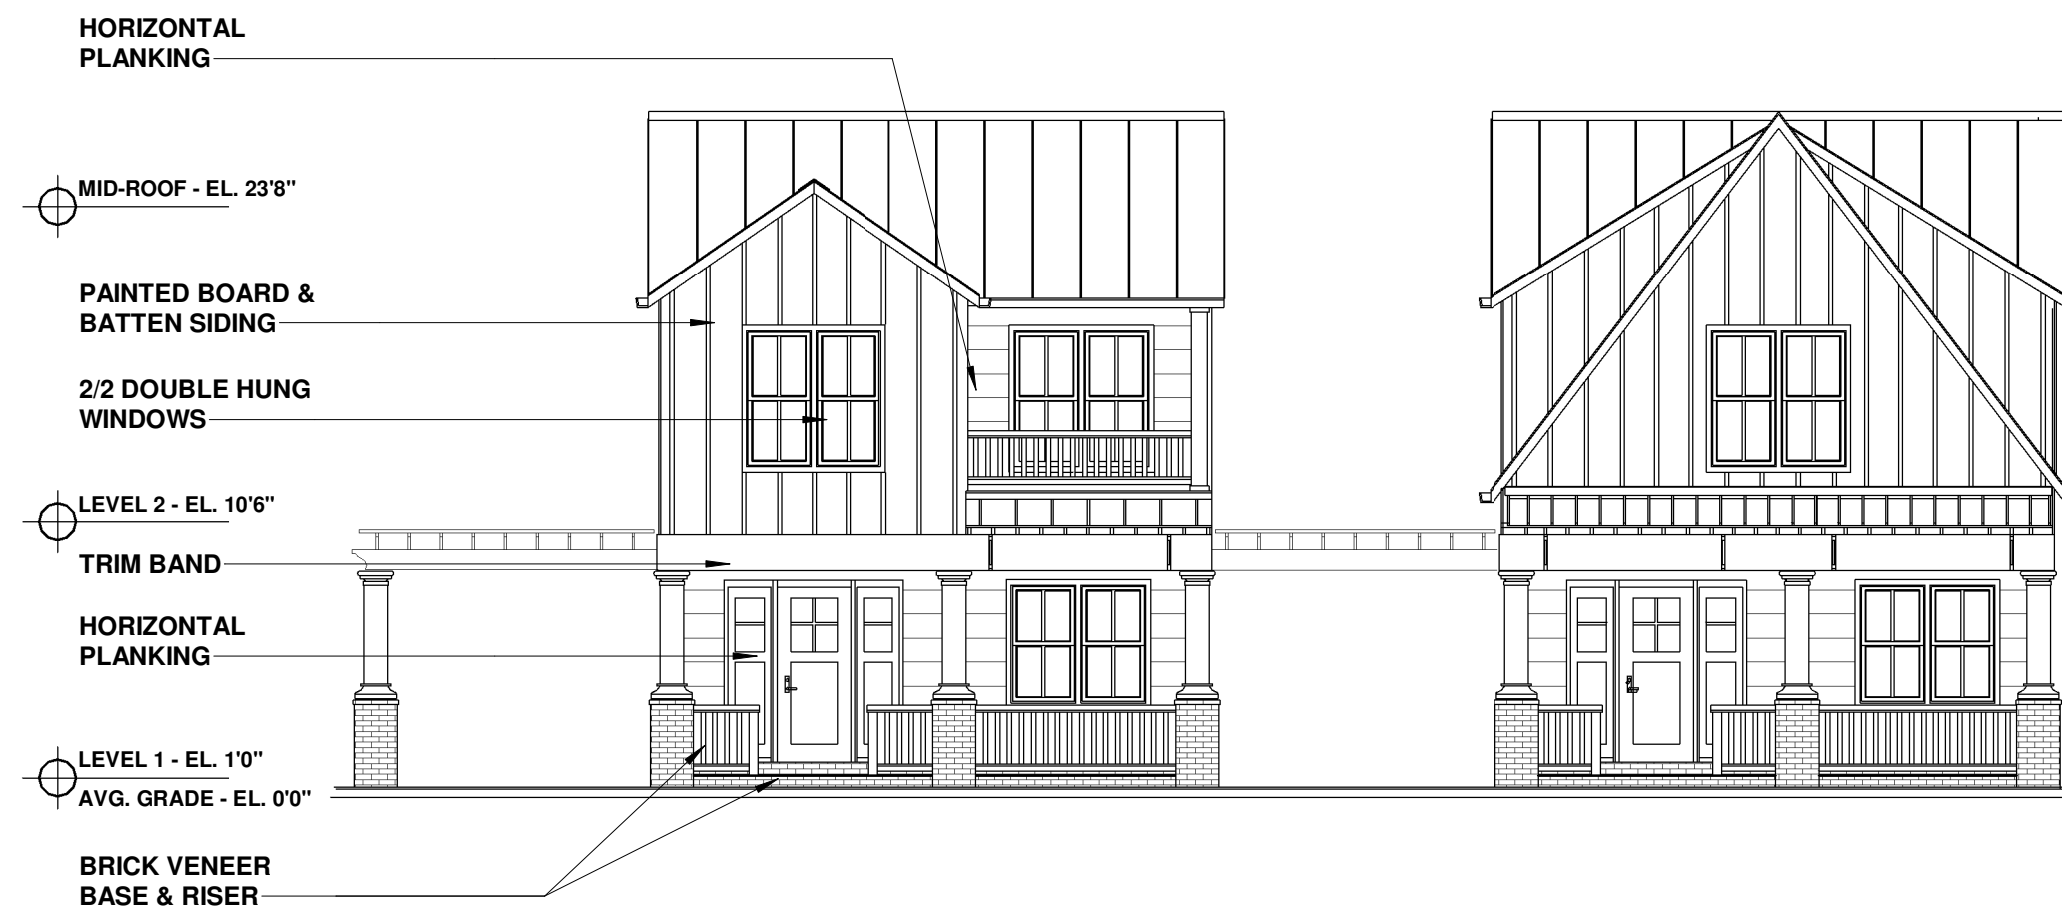 HORIZONTAL
PLANKING
MID-ROOF - EL. 23'8"
PAINTED BOARD &
BATTEN SIDING
2/2 DOUBLE HUNG
WINDOWS
LEVEL 2 - EL. 10'6"
TRIM BAND
HORIZONTAL
PLANKING
LEVEL 1 - EL. 1'0"
AVG. GRADE - EL. 0'0"
BRICK VENEER
BASE & RISER